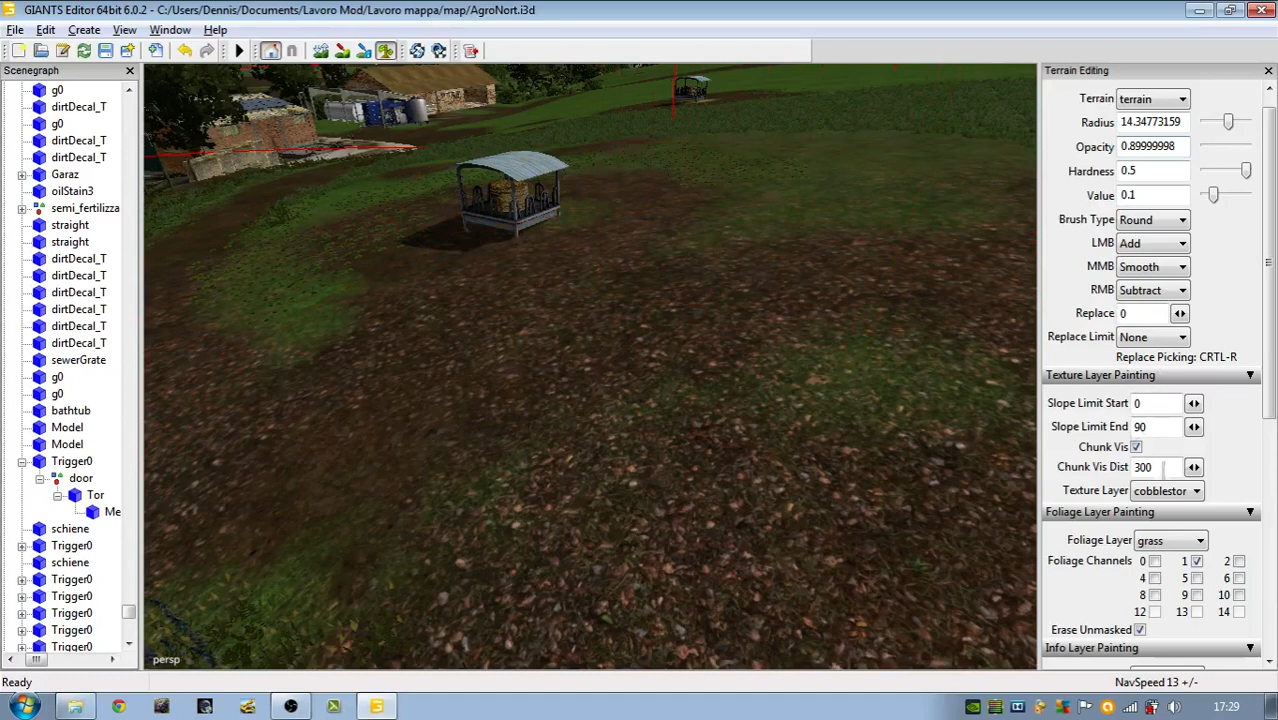 GIANTS Editor 64bit 6.0.2 - C:/Users/Dennis/Documents/Lavoro Mod/Lavoro mappa/map/AgroNort.i3d
File Edit Create View Window Help
Scenegraph
g0
dirtDecal_T
g0
dirtDecal_T
dirtDecal_T
Garaz
oilStain3
semi_fertilizza
straight
straight
dirtDecal_T
dirtDecal_T
dirtDecal_T
dirtDecal_T
dirtDecal_T
dirtDecal_T
sewerGrate
g0
g0
bathtub
Model
Model
Trigger0
door
Tor
Me
schiene
Trigger0
schiene
Trigger0
Trigger0
Trigger0
Trigger0
Trigger0
persp
Terrain Editing
Terrain terrain
Radius 14.34773159
Opacity 0.89999998
Hardness 0.5
Value 0.1
Brush Type Round
LMB Add
MMB Smooth
RMB Subtract
Replace 0
Replace Limit None
Replace Picking: CRTL-R
Texture Layer Painting
Slope Limit Start 0
Slope Limit End 90
Chunk Vis
Chunk Vis Dist 300
Texture Layer cobblestor
Foliage Layer Painting
Foliage Layer grass
Foliage Channels 0 1 2
4 5 6
8 9 10
12 13 14
Erase Unmasked
Info Layer Painting
Ready
NavSpeed 13 +/-
17:29